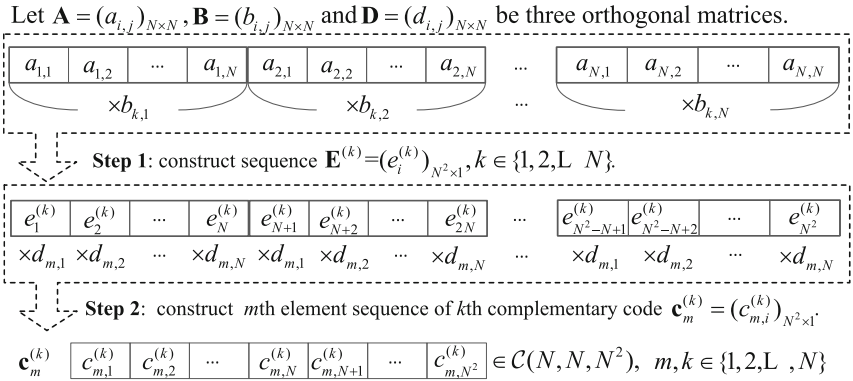 Let A = (a_{i,j})_{N×N}, B = (b_{i,j})_{N×N} and D = (d_{i,j})_{N×N} be three orthogonal matrices.
a_{1,1} a_{1,2} ... a_{1,N} a_{2,1} a_{2,2} ... a_{2,N} ... a_{N,1} a_{N,2} ... a_{N,N}
×b_{k,1} ×b_{k,2} ... ×b_{k,N}
Step 1: construct sequence E^{(k)}=(e_i^{(k)})_{N^2×1}, k ∈ {1,2,L N}.
e_1^{(k)} e_2^{(k)} ... e_N^{(k)} e_{N+1}^{(k)} e_{N+2}^{(k)} ... e_{2N}^{(k)} ... e_{N^2-N+1}^{(k)} e_{N^2-N+2}^{(k)} ... e_{N^2}^{(k)}
×d_{m,1} ×d_{m,2} ... ×d_{m,N} ×d_{m,1} ×d_{m,2} ... ×d_{m,N} ×d_{m,1} ×d_{m,2} ... ×d_{m,N}
Step 2: construct mth element sequence of kth complementary code c_m^{(k)} = (c_{m,i}^{(k)})_{N^2×1}.
c_m^{(k)} c_{m,1}^{(k)} c_{m,2}^{(k)} ... c_{m,N}^{(k)} c_{m,N+1}^{(k)} ... c_{m,N^2}^{(k)} ∈ C(N,N,N^2), m,k ∈ {1,2,L ,N}